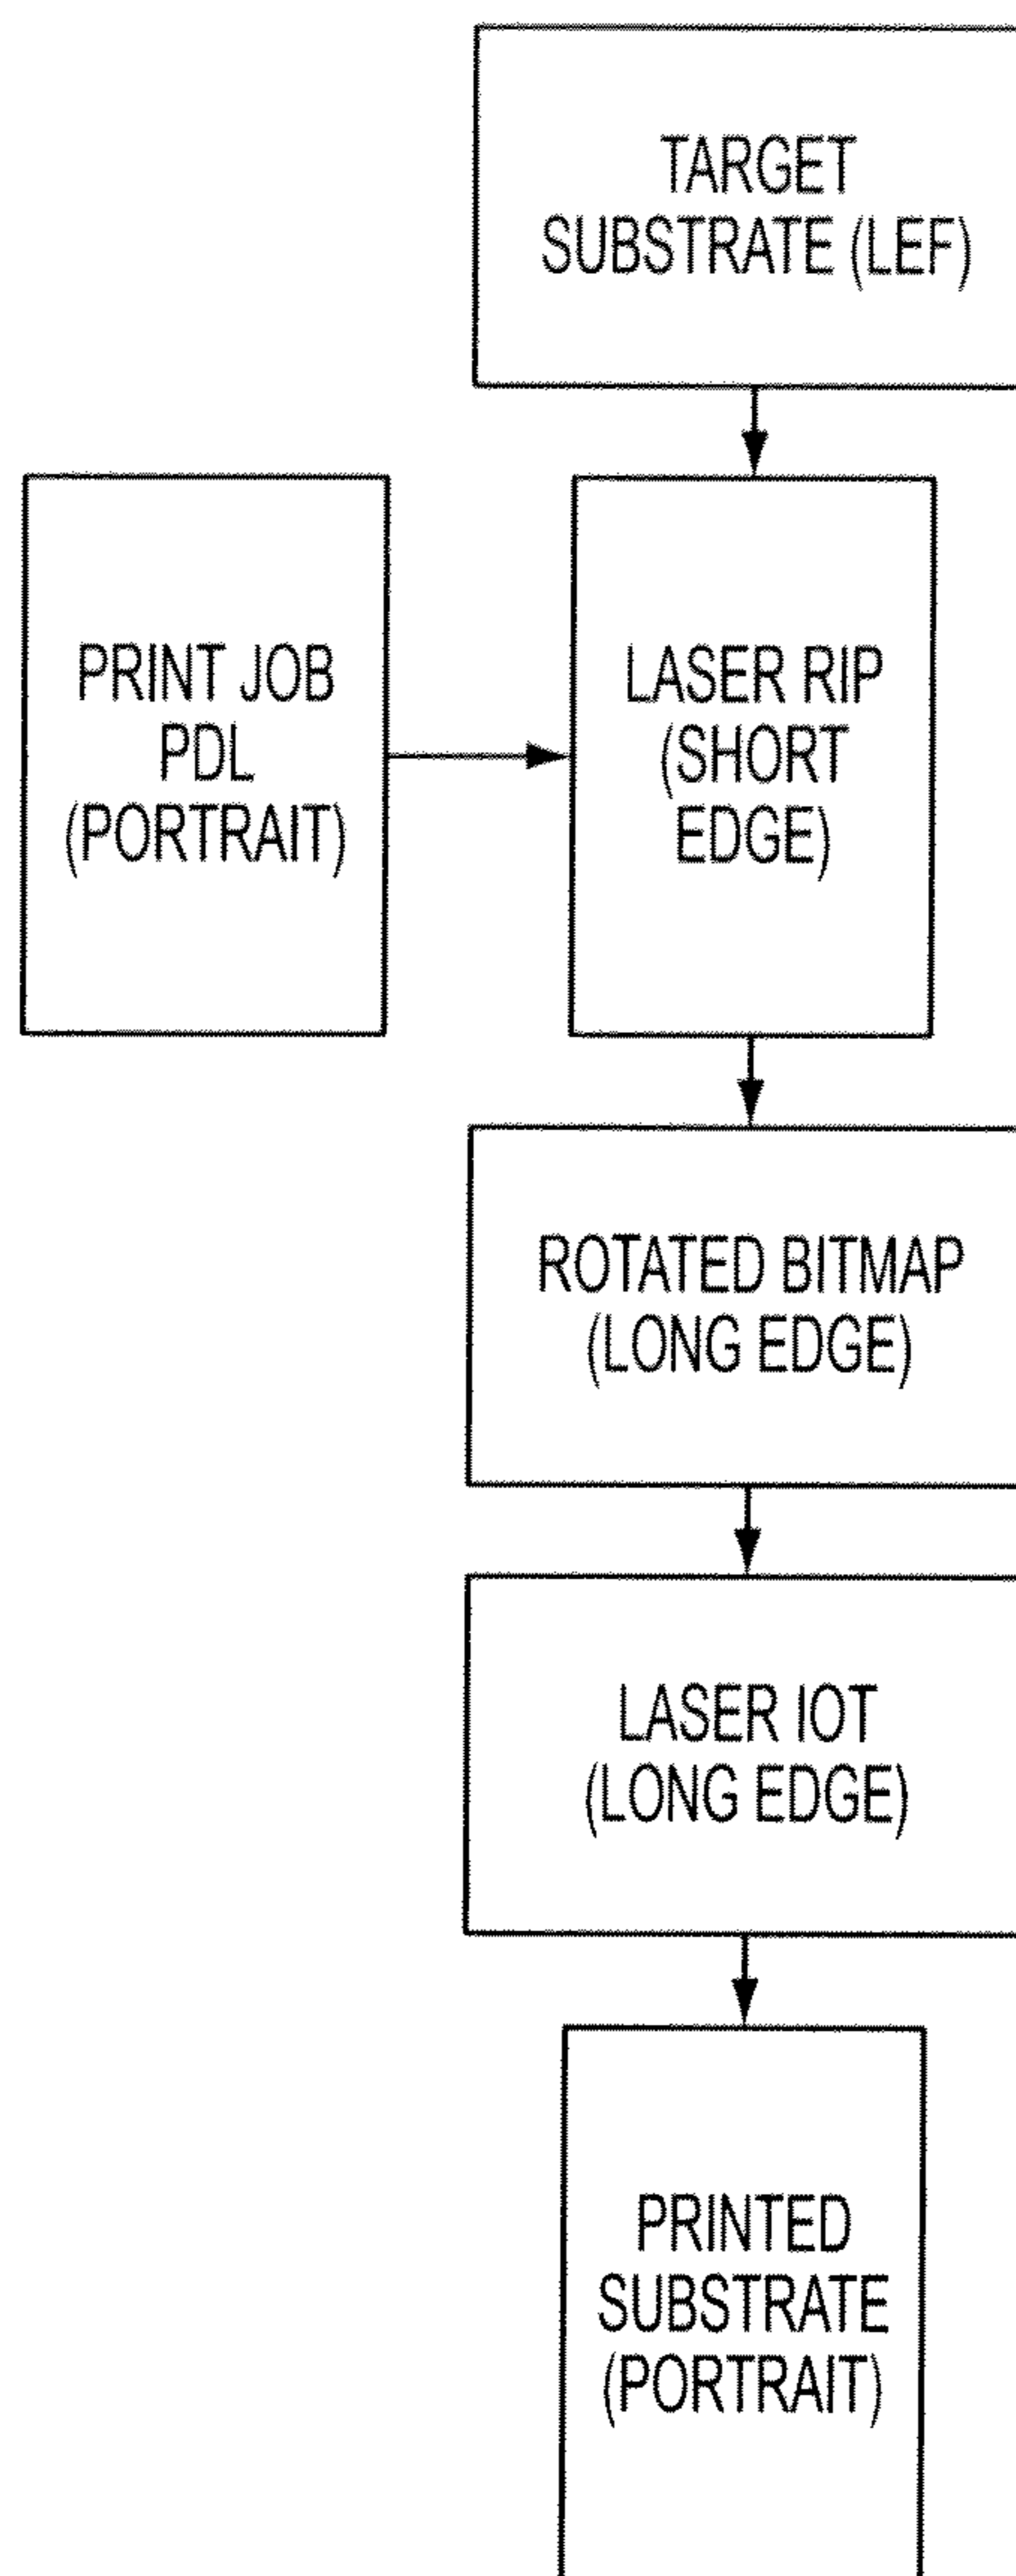 TARGET
SUBSTRATE (LEF)
PRINT JOB
PDL
(PORTRAIT)
LASER RIP
(SHORT
EDGE)
ROTATED BITMAP
(LONG EDGE)
LASER IOT
(LONG EDGE)
PRINTED
SUBSTRATE
(PORTRAIT)